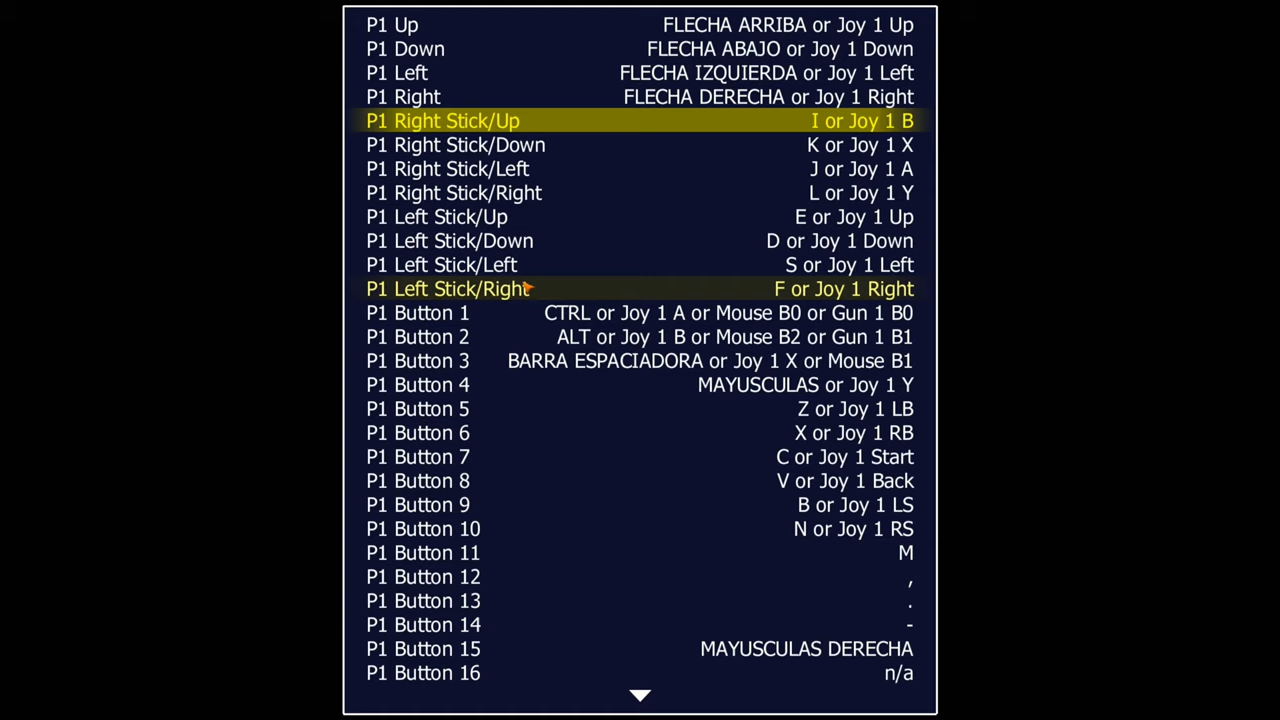 P1 Up FLECHA ARRIBA or Joy 1 Up
P1 Down FLECHA ABAJO or Joy 1 Down
P1 Left FLECHA IZQUIERDA or Joy 1 Left
P1 Right FLECHA DERECHA or Joy 1 Right
P1 Right Stick/Up I or Joy 1 B
P1 Right Stick/Down K or Joy 1 X
P1 Right Stick/Left J or Joy 1 A
P1 Right Stick/Right L or Joy 1 Y
P1 Left Stick/Up E or Joy 1 Up
P1 Left Stick/Down D or Joy 1 Down
P1 Left Stick/Left S or Joy 1 Left
P1 Left Stick/Right F or Joy 1 Right
P1 Button 1 CTRL or Joy 1 A or Mouse B0 or Gun 1 B0
P1 Button 2 ALT or Joy 1 B or Mouse B2 or Gun 1 B1
P1 Button 3 BARRA ESPACIADORA or Joy 1 X or Mouse B1
P1 Button 4 MAYUSCULAS or Joy 1 Y
P1 Button 5 Z or Joy 1 LB
P1 Button 6 X or Joy 1 RB
P1 Button 7 C or Joy 1 Start
P1 Button 8 V or Joy 1 Back
P1 Button 9 B or Joy 1 LS
P1 Button 10 N or Joy 1 RS
P1 Button 11 M
P1 Button 12 ,
P1 Button 13 .
P1 Button 14 -
P1 Button 15 MAYUSCULAS DERECHA
P1 Button 16 n/a